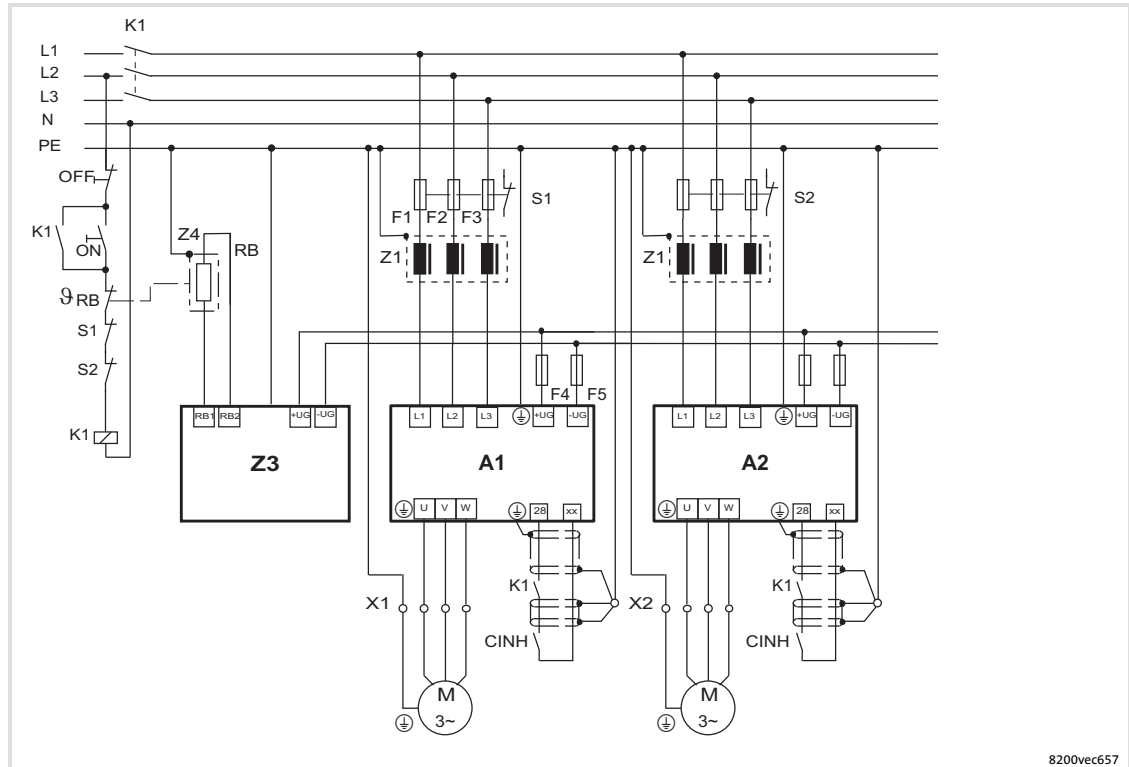 K1
L1
L2
L3
N
PE
OFF
K1
ON
ϑ RB
S1
S2
K1
Z4
RB
F1 F2 F3
S1
Z1
S2
Z1
F4 F5
RB1 RB2 +UG -UG
Z3
L1 L2 L3 +UG -UG
A1
U V W 28 xx
L1 L2 L3 +UG -UG
A2
U V W 28 xx
K1
X1
CINH
M
3~
K1
X2
CINH
M
3~
8200vec657